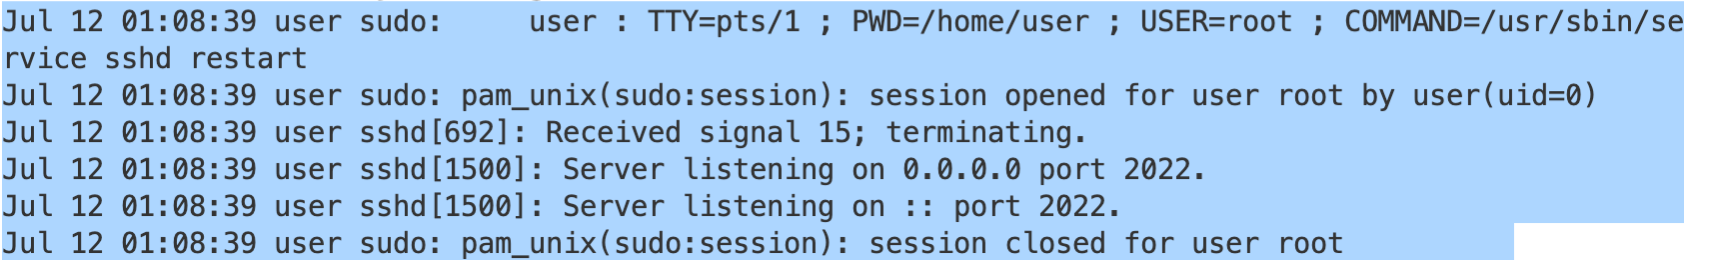 Jul 12 01:08:39 user sudo:     user : TTY=pts/1 ; PWD=/home/user ; USER=root ; COMMAND=/usr/sbin/se
rvice sshd restart
Jul 12 01:08:39 user sudo: pam_unix(sudo:session): session opened for user root by user(uid=0)
Jul 12 01:08:39 user sshd[692]: Received signal 15; terminating.
Jul 12 01:08:39 user sshd[1500]: Server listening on 0.0.0.0 port 2022.
Jul 12 01:08:39 user sshd[1500]: Server listening on :: port 2022.
Jul 12 01:08:39 user sudo: pam_unix(sudo:session): session closed for user root